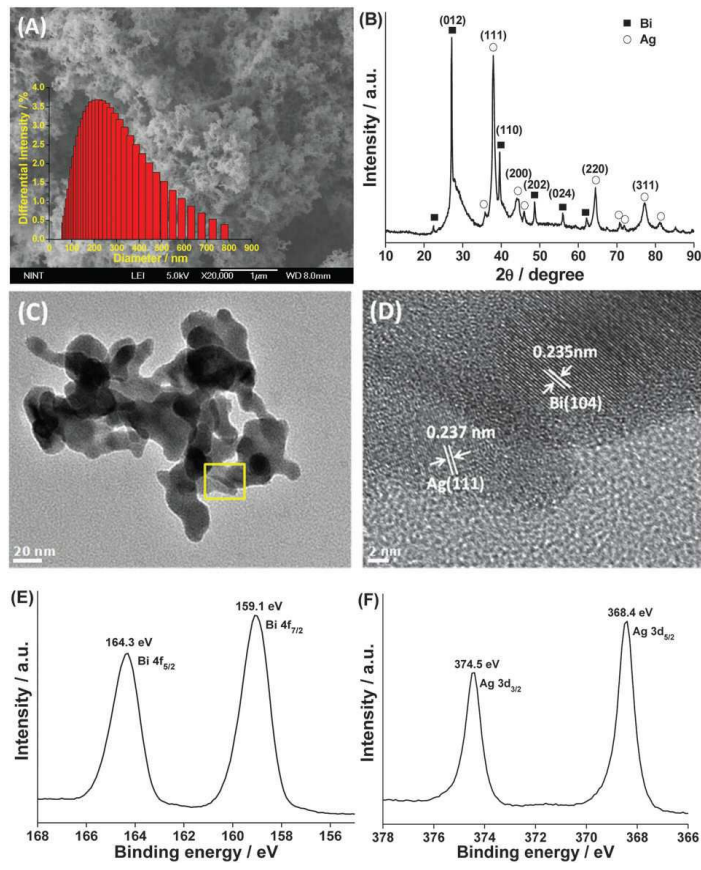 (A)
Differential Intensity / %
4.0
3.5
3.0
2.5
2.0
1.5
1.0
0.5
0.0
0 100 200 300 400 500 600 700 800 900
Diameter / nm
NINT LEI 5.0kV X20,000 1μm WD 8.0mm
(B)
Intensity / a.u.
(012)
(111)
(110)
(200)
(202)
(024)
(220)
(311)
■ Bi
○ Ag
10 20 30 40 50 60 70 80 90
2θ / degree
(C)
20 nm
(D)
0.235nm
Bi(104)
0.237 nm
Ag(111)
2 nm
(E)
Intensity / a.u.
159.1 eV
Bi 4f7/2
164.3 eV
Bi 4f5/2
168 166 164 162 160 158 156
Binding energy / eV
(F)
Intensity / a.u.
368.4 eV
Ag 3d5/2
374.5 eV
Ag 3d3/2
378 376 374 372 370 368 366
Binding energy / eV